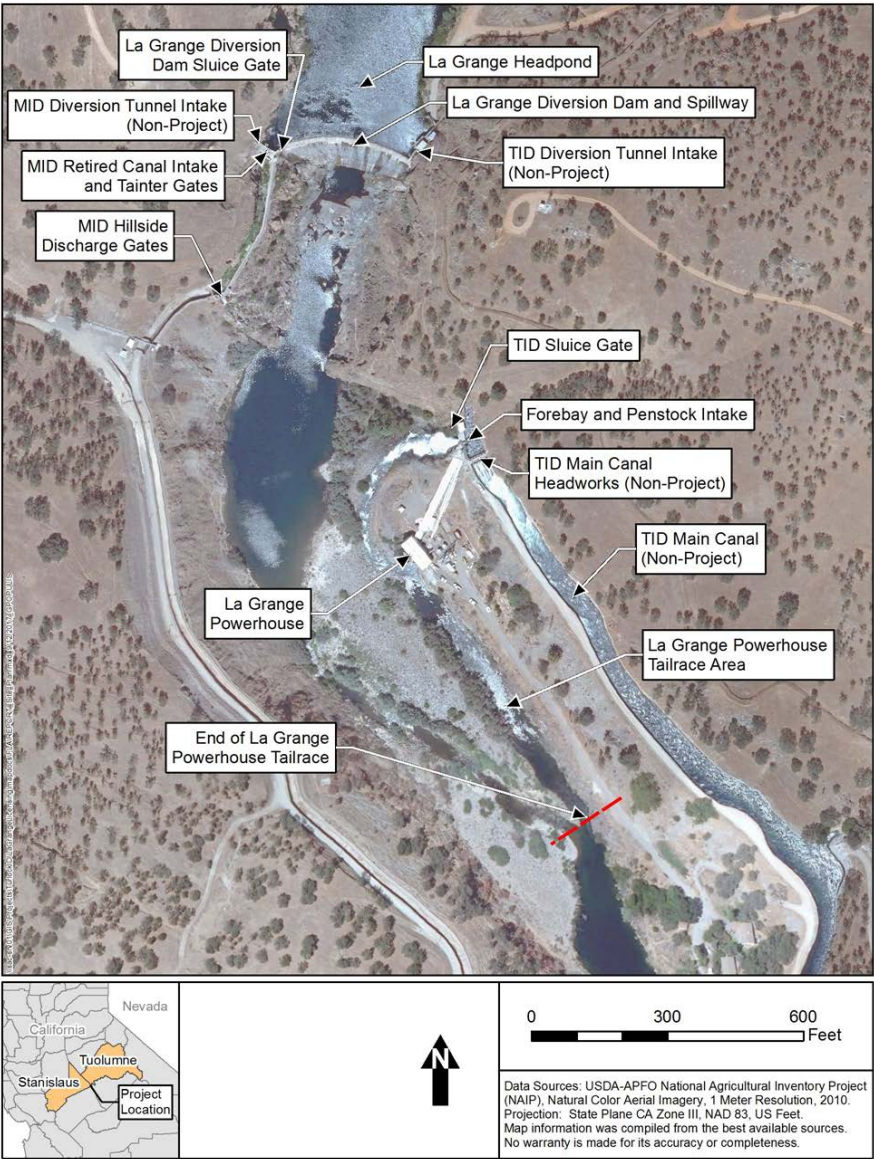 La Grange Diversion
Dam Sluice Gate
La Grange Headpond
MID Diversion Tunnel Intake
(Non-Project)
La Grange Diversion Dam and Spillway
MID Retired Canal Intake
and Tainter Gates
TID Diversion Tunnel Intake
(Non-Project)
MID Hillside
Discharge Gates
TID Sluice Gate
Forebay and Penstock Intake
TID Main Canal
Headworks (Non-Project)
TID Main Canal
(Non-Project)
La Grange
Powerhouse
La Grange Powerhouse
Tailrace Area
End of La Grange
Powerhouse Tailrace
Nevada
California
Tuolumne
Stanislaus
Project
Location
N
0 300 600
Feet
Data Sources: USDA-APFO National Agricultural Inventory Project
(NAIP), Natural Color Aerial Imagery, 1 Meter Resolution, 2010.
Projection: State Plane CA Zone III, NAD 83, US Feet.
Map information was compiled from the best available sources.
No warranty is made for its accuracy or completeness.